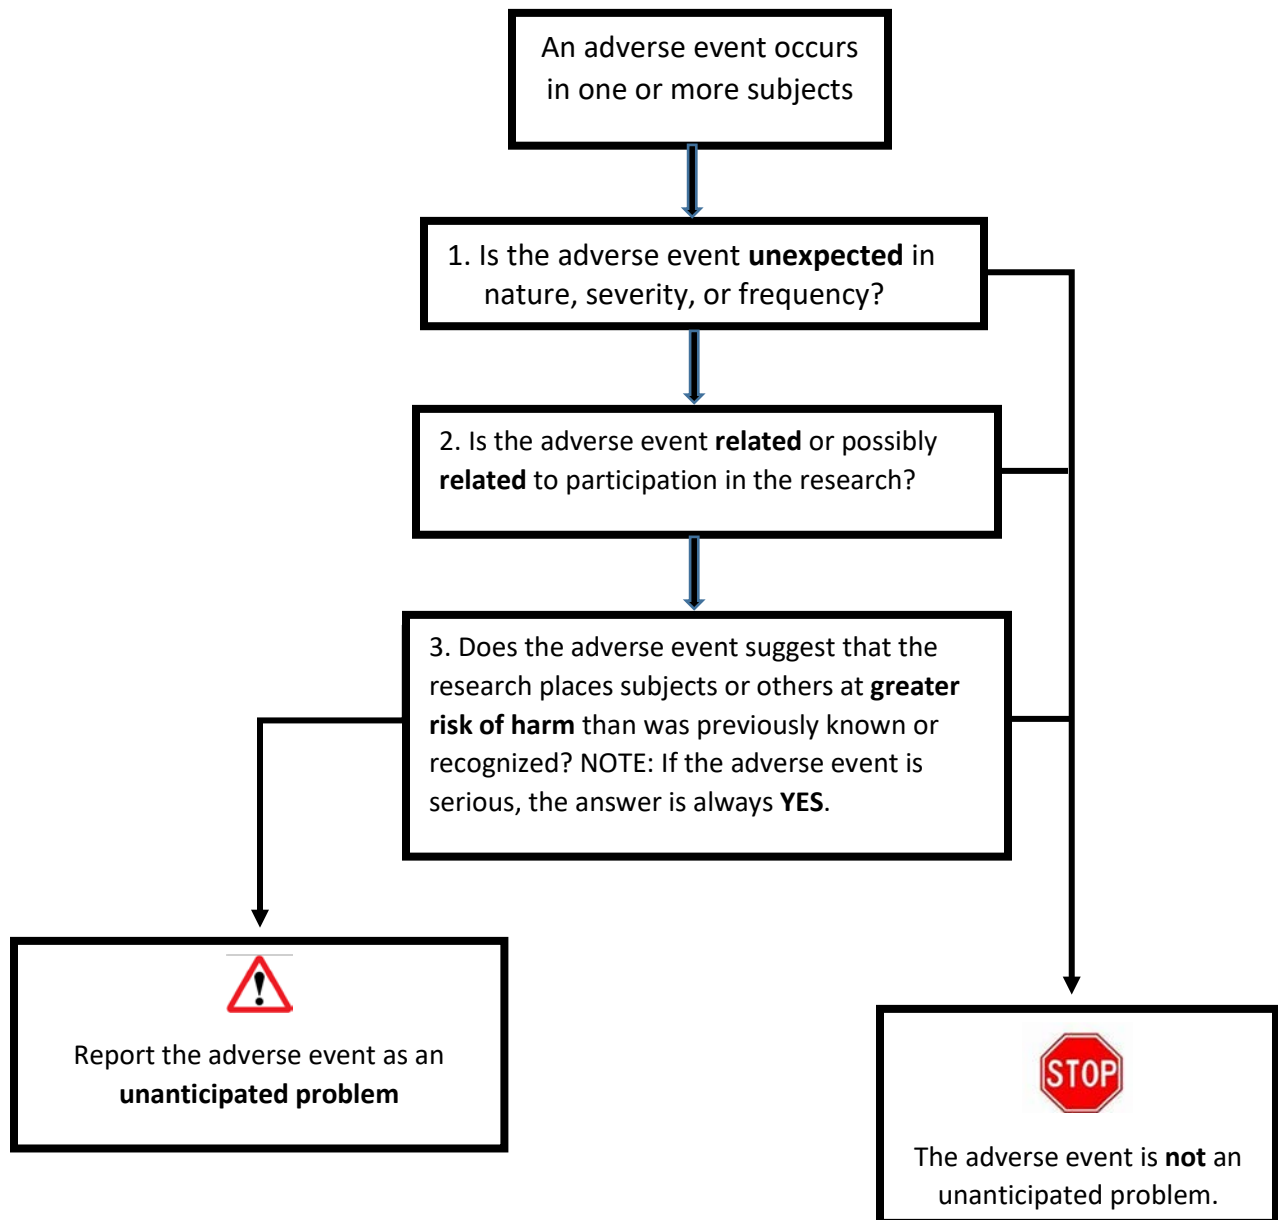 An adverse event occurs
in one or more subjects
1. Is the adverse event unexpected in
nature, severity, or frequency?
2. Is the adverse event related or possibly
related to participation in the research?
3. Does the adverse event suggest that the
research places subjects or others at greater
risk of harm than was previously known or
recognized? NOTE: If the adverse event is
serious, the answer is always YES.
Report the adverse event as an
unanticipated problem
STOP
The adverse event is not an
unanticipated problem.